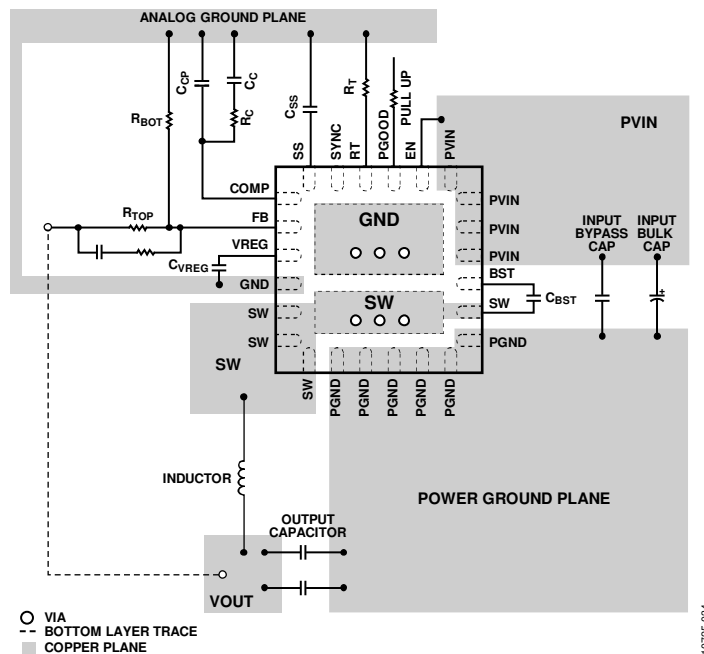 ANALOG GROUND PLANE
CCP
CC
RC
RBOT
CSS
RT
PULL UP
SS
SYNC
RT
PGOOD
EN
PVIN
PVIN
COMP
FB
VREG
GND
SW
SW
RTOP
CVREG
GND
SW
PVIN
PVIN
PVIN
BST
SW
PGND
CBST
INPUT
BYPASS
CAP
INPUT
BULK
CAP
+
SW
SW
PGND
PGND
PGND
PGND
PGND
INDUCTOR
OUTPUT
CAPACITOR
POWER GROUND PLANE
VOUT
VIA
BOTTOM LAYER TRACE
COPPER PLANE